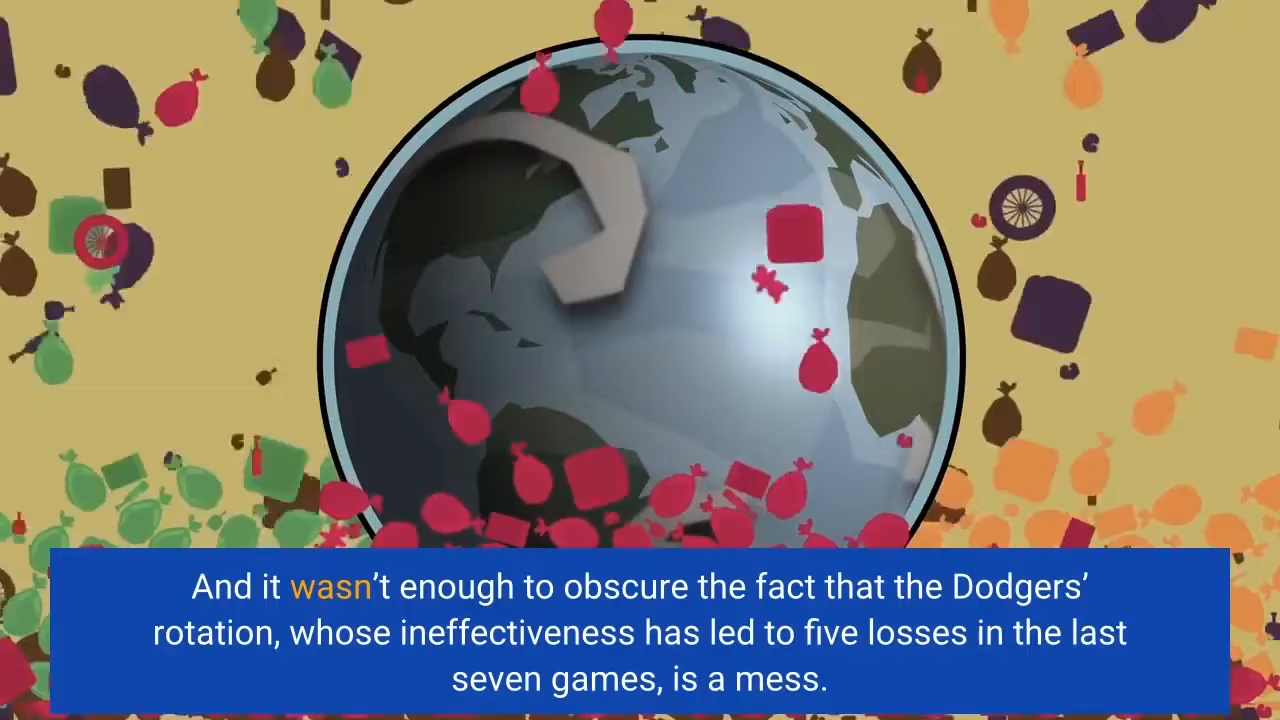 And it wasn’t enough to obscure the fact that the Dodgers’
rotation, whose ineffectiveness has led to five losses in the last
seven games, is a mess.